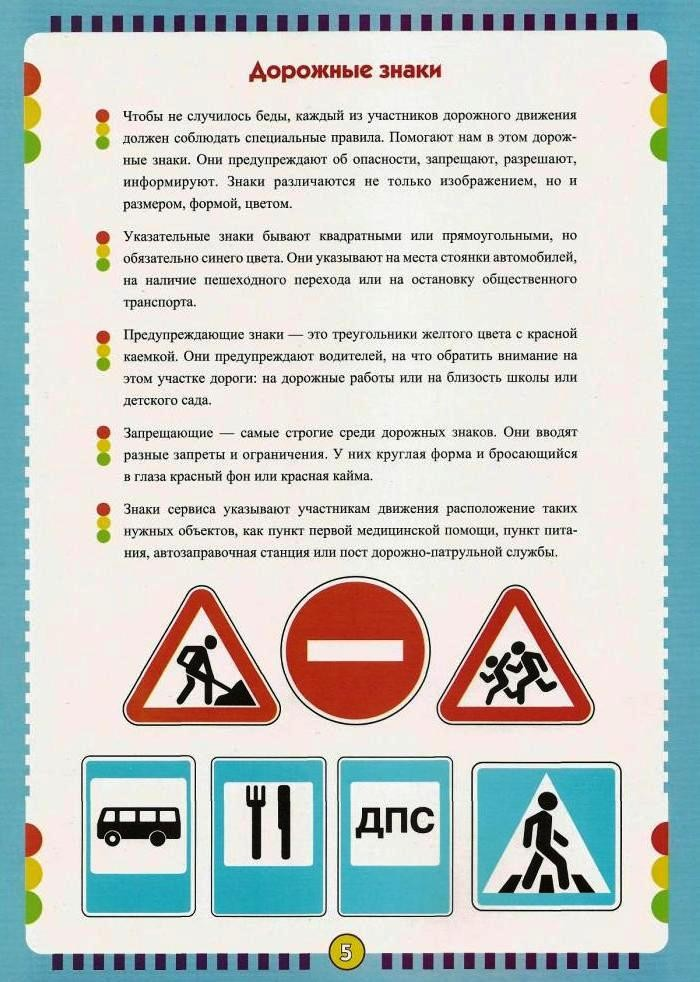 Дорожные знаки
Чтобы не случилось беды, каждый из участников дорожного движения
должен соблюдать специальные правила. Помогают нам в этом дорож-
ные знаки. Они предупреждают об опасности, запрещают, разрешают,
информируют. Знаки различаются не только изображением, но и
размером, формой, цветом.
Указательные знаки бывают квадратными или прямоугольными, но
обязательно синего цвета. Они указывают на места стоянки автомобилей,
на наличие пешеходного перехода или на остановку общественного
транспорта.
Предупреждающие знаки — это треугольники желтого цвета с красной
каемкой. Они предупреждают водителей, на что обратить внимание на
этом участке дороги: на дорожные работы или на близость школы или
детского сада.
Запрещающие — самые строгие среди дорожных знаков. Они вводят
разные запреты и ограничения. У них круглая форма и бросающийся
в глаза красный фон или красная кайма.
Знаки сервиса указывают участникам движения расположение таких
нужных объектов, как пункт первой медицинской помощи, пункт пита-
ния, автозаправочная станция или пост дорожно-патрульной службы.
ДПС
5